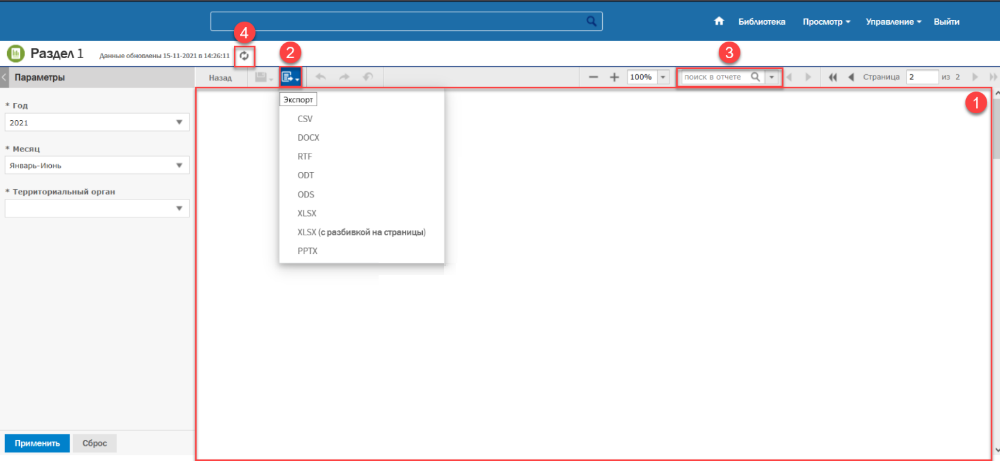 Библиотека Просмотр Управление Выйти
4
Раздел 1 Данные обновлены 15-11-2021 в 14:26:11
2
3
Параметры
Назад
100%
поиск в отчете
Страница 2 из 2
1
* Год
2021
* Месяц
Январь-Июнь
* Территориальный орган
Экспорт
CSV
DOCX
RTF
ODT
ODS
XLSX
XLSX (с разбивкой на страницы)
PPTX
Применить Сброс